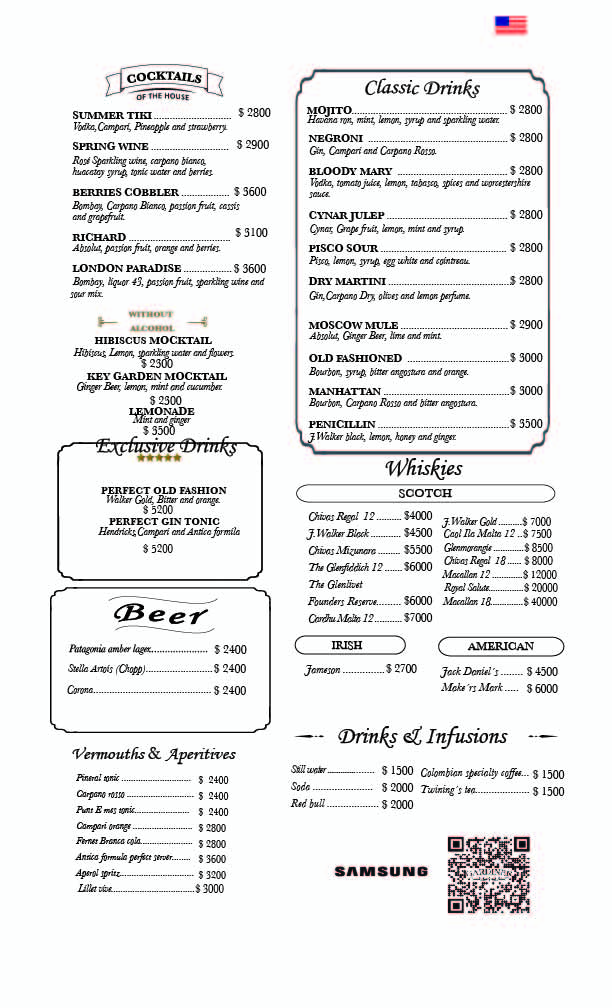 COCKTAILS
OF THE HOUSE
SUMMER TIKI ........................... $ 2800
Vodka, Campari, Pineapple and strawberry.
SPRING WINE ........................... $ 2900
Rosé Sparkling wine, carpano bianco,
huacatay syrup, tonic water and berries.
BERRIES COBBLER ................. $ 3600
Bombay, Carpano Bianco, passion fruit, cassis
and grapefruit.
RICHARD .................................... $ 3100
Absolut, passion fruit, orange and berries.
LONDON PARADISE ................. $ 3600
Bombay, liquor 43, passion fruit, sparkling wine and
sour mix.
WITHOUT
ALCOHOL
HIBISCUS MOCKTAIL
Hibiscus, Lemon, sparkling water and flowers.
$ 2300
KEY GARDEN MOCKTAIL
Ginger Beer, lemon, mint and cucumber.
$ 2300
LEMONADE
Mint and ginger
$ 3500
Exclusive Drinks
PERFECT OLD FASHION
Walker Gold, Bitter and orange.
$ 5200
PERFECT GIN TONIC
Hendricks, Campari and Antica formila
$ 5200
Beer
Patagonia amber lager...................... $ 2400
Stella Artois (Chopp)........................ $ 2400
Corona.......................................... $ 2400
Vermouths & Aperitives
Pineral tonic ............................. $ 2400
Carpano rosso ........................... $ 2400
Punt E mes tonic....................... $ 2400
Campari orange ......................... $ 2800
Fernet Branca cola...................... $ 2800
Antica formula perfect server....... $ 3600
Aperol spritz............................... $ 3200
Lillet vive................................... $ 3000
Classic Drinks
MOJITO....................................................... $ 2800
Havana ron, mint, lemon, syrup and sparkling water.
NEGRONI .................................................. $ 2800
Gin, Campari and Carpano Rosso.
BLOODY MARY ........................................ $ 2800
Vodka, tomato juice, lemon, tabasco, spices and worcestershire
sauce.
CYNAR JULEP ........................................... $ 2800
Cynar, Grape fruit, lemon, mint and syrup.
PISCO SOUR .............................................. $ 2800
Pisco, lemon, syrup, egg white and cointreau.
DRY MARTINI ........................................... $ 2800
Gin, Carpano Dry, olives and lemon perfume.
MOSCOW MULE ....................................... $ 2900
Absolut, Ginger Beer, lime and mint.
OLD FASHIONED ..................................... $ 3000
Bourbon, syrup, bitter angostura and orange.
MANHATTAN ............................................ $ 3000
Bourbon, Carpano Rosso and bitter angostura.
PENICILLIN ............................................... $ 3500
J.Walker black, lemon, honey and ginger.
Whiskies
SCOTCH
Chivas Regal 12 .......... $4000
J.Walker Black ............ $4500
Chivas Mizunara ......... $5500
The Glenfiddich 12 ...... $6000
The Glenlivet
Founders Reserve......... $6000
Cardhu Malta 12........... $7000
J.Walker Gold ..........$ 7000
Caol Ila Malta 12 ..$ 7500
Glenmorangie .............$ 8500
Chivas Regal 18 ...... $ 8000
Macallan 12 .............$ 12000
Royal Salute...............$ 20000
Macallan 18..............$ 40000
IRISH
Jameson ................ $ 2700
AMERICAN
Jack Daniel´s ........ $ 4500
Make´rs Mark ..... $ 6000
Drinks & Infusions
Still water ................... $ 1500
Soda ........................ $ 2000
Red bull .................... $ 2000
Colombian specialty coffee... $ 1500
Twining´s tea..................... $ 1500
SAMSUNG
GARDINER